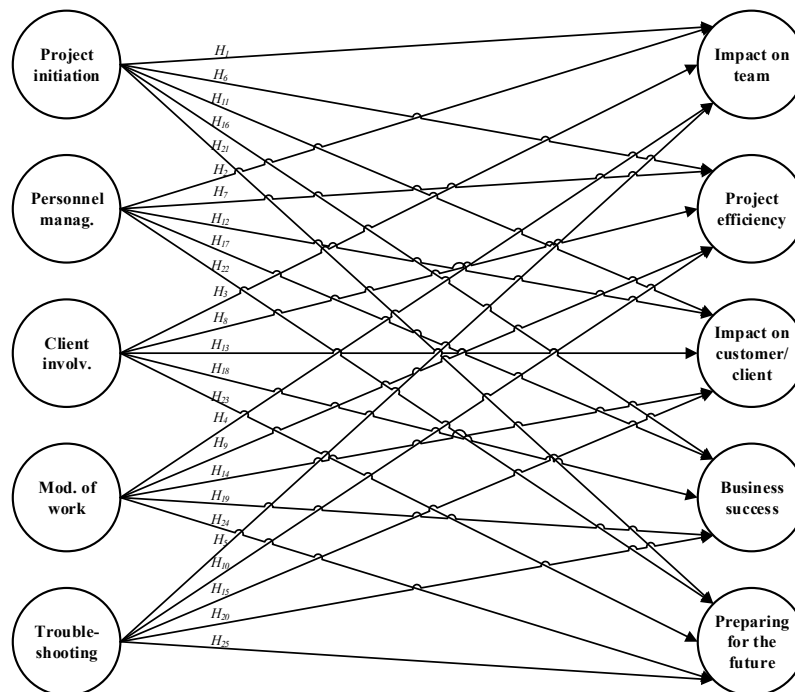 Project
initiation
Personnel
manag.
Client
involv.
Mod. of
work
Trouble-
shooting
H1
H6
H11
H16
H21
H2
H7
H12
H17
H22
H3
H8
H13
H18
H23
H4
H9
H14
H19
H24
H5
H10
H15
H20
H25
Impact on
team
Project
efficiency
Impact on
customer/
client
Business
success
Preparing
for the
future